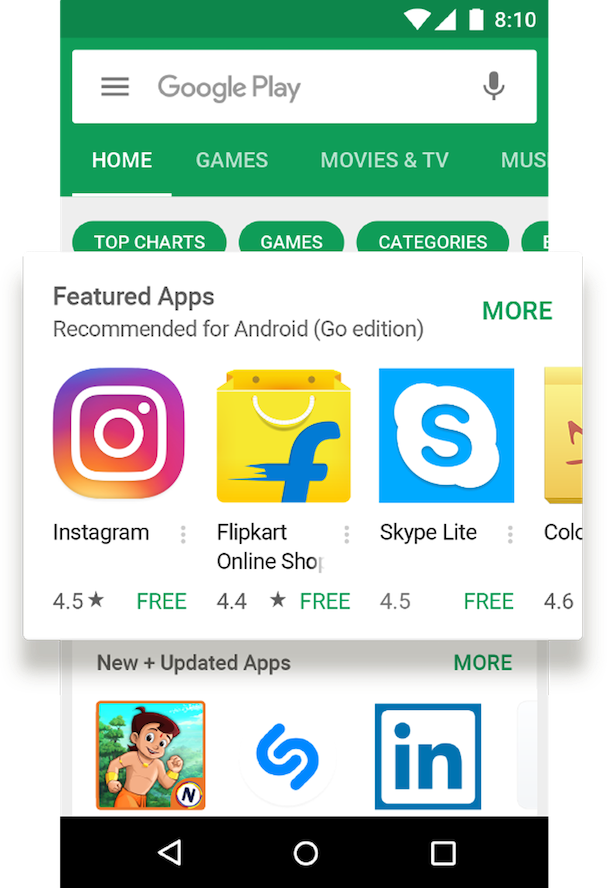 8:10
Google Play
HOME GAMES MOVIES & TV MUS
TOP CHARTS GAMES CATEGORIES E
Featured Apps
MORE
Recommended for Android (Go edition)
Instagram Flipkart Skype Lite Colo
Online Shop
4.5★ FREE 4.4 ★ FREE 4.5 FREE 4.6
New + Updated Apps MORE
N in